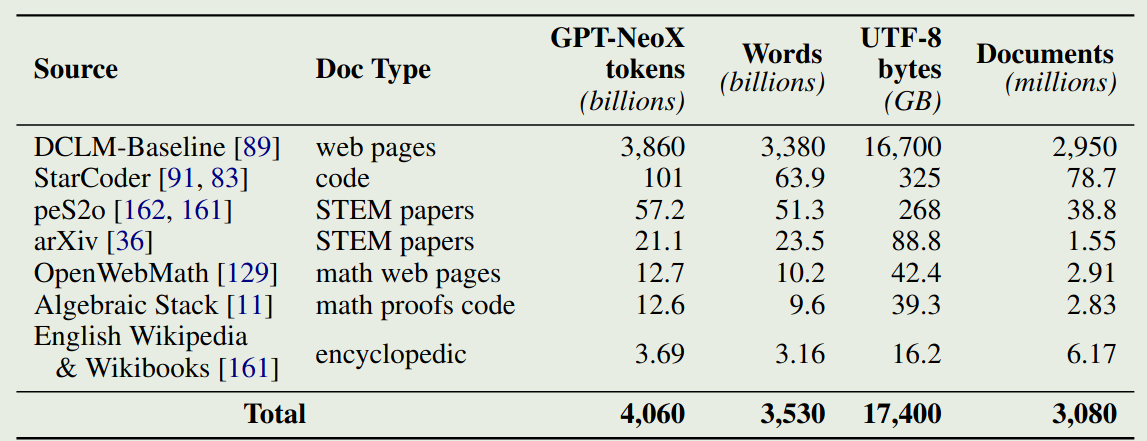 Source Doc Type GPT-NeoX tokens (billions) Words (billions) UTF-8 bytes (GB) Documents (millions)
DCLM-Baseline [89] web pages 3,860 3,380 16,700 2,950
StarCoder [91, 83] code 101 63.9 325 78.7
peS2o [162, 161] STEM papers 57.2 51.3 268 38.8
arXiv [36] STEM papers 21.1 23.5 88.8 1.55
OpenWebMath [129] math web pages 12.7 10.2 42.4 2.91
Algebraic Stack [11] math proofs code 12.6 9.6 39.3 2.83
English Wikipedia
& Wikibooks [161] encyclopedic 3.69 3.16 16.2 6.17
Total 4,060 3,530 17,400 3,080